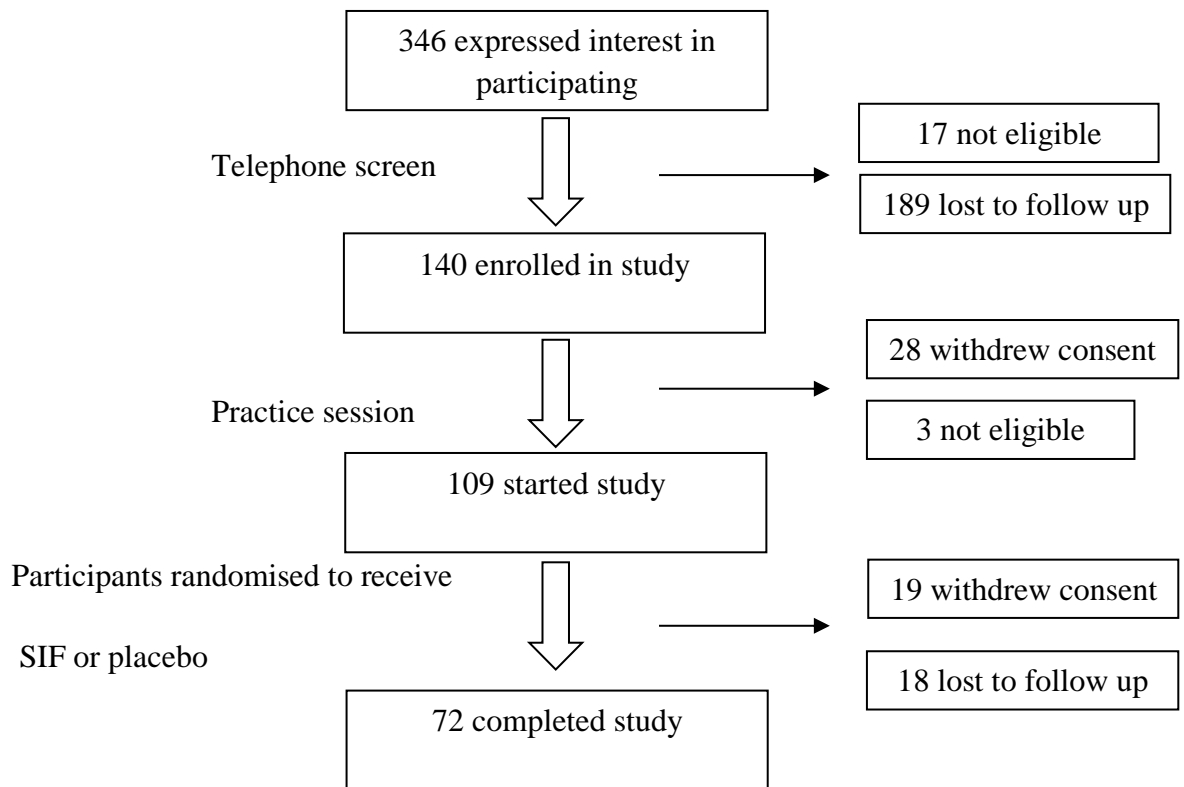 346 expressed interest in
participating
17 not eligible
Telephone screen
189 lost to follow up
140 enrolled in study
28 withdrew consent
Practice session
3 not eligible
109 started study
Participants randomised to receive
19 withdrew consent
SIF or placebo
18 lost to follow up
72 completed study